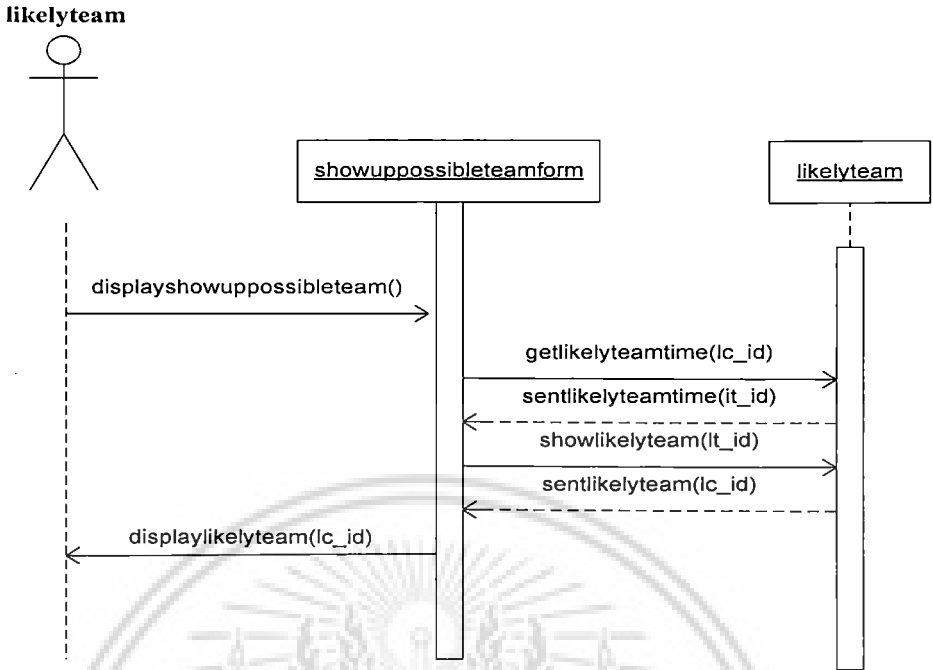 likelyteam
showuppossibleteamform
likelyteam
displayshowuppossibleteam()
getlikelyteamtime(lc_id)
sentlikelyteamtime(it_id)
showlikelyteam(lt_id)
sentlikelyteam(lc_id)
displaylikelyteam(lc_id)